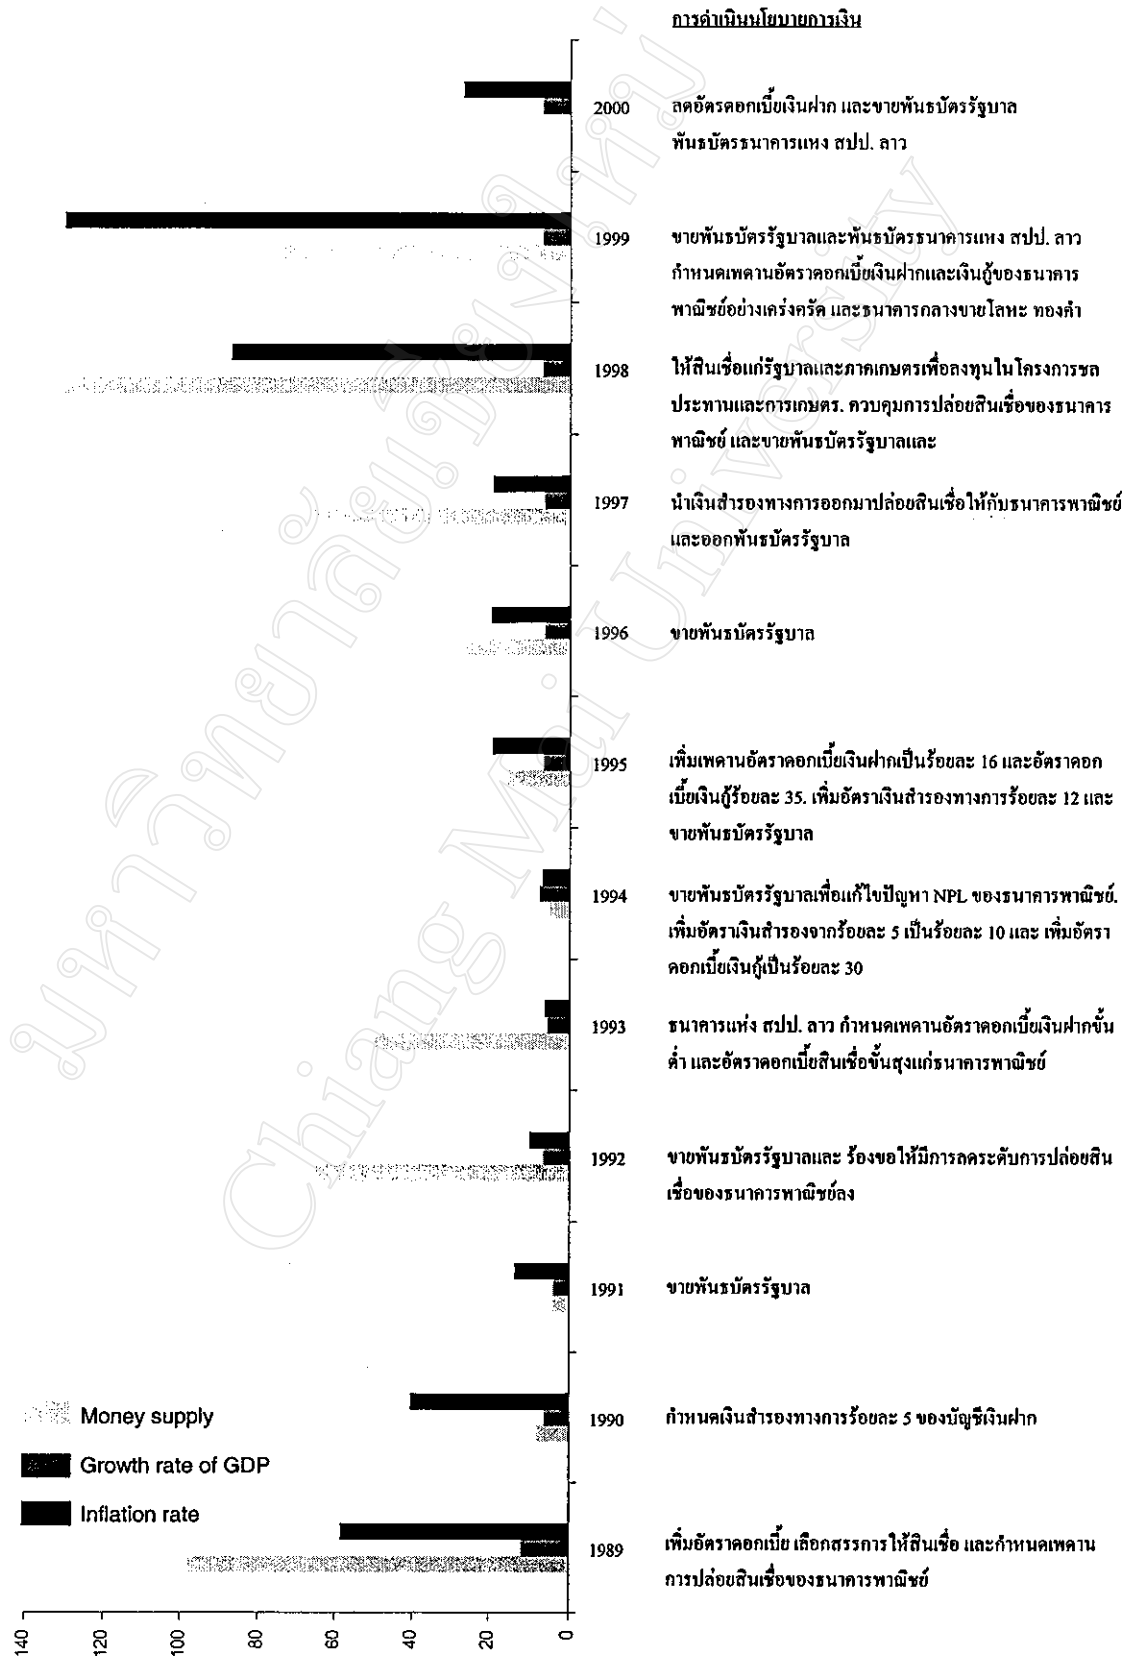 การดำเนินนโยบายการเงิน
2000 ลดอัตรดอกเบี้ยเงินฝาก และขายพันธบัตรรัฐบาล
พันธบัตรธนาคารแหง สปป. ลาว
1999 ขายพันธบัตรรัฐบาลและพันธบัตรธนาคารแหง สปป. ลาว
กำหนดเพดานอัตราดอกเบี้ยเงินฝากและเงินกู้ของธนาคาร
พาณิชย์อย่างเคร่งครัด และธนาคารกลางขายโลหะ ทองคำ
1998 ให้สินเชื่อแก่รัฐบาลและภาคเกษตรเพื่อลงทุนในโครงการชล
ประทานและการเกษตร. ควบคุมการปล่อยสินเชื่อของธนาคาร
พาณิชย์ และขายพันธบัตรรัฐบาลและ
1997 นำเงินสำรองทางการออกมาปล่อยสินเชื่อให้กับธนาคารพาณิชย์
และออกพันธบัตรรัฐบาล
1996 ขายพันธบัตรรัฐบาล
1995 เพิ่มเพดานอัตราดอกเบี้ยเงินฝากเป็นร้อยละ 16 และอัตราดอก
เบี้ยเงินกู้ร้อยละ 35. เพิ่มอัตราเงินสำรองทางการร้อยละ 12 และ
ขายพันธบัตรรัฐบาล
1994 ขายพันธบัตรรัฐบาลเพื่อแก้ไขปัญหา NPL ของธนาคารพาณิชย์.
เพิ่มอัตราเงินสำรองจากร้อยละ 5 เป็นร้อยละ 10 และ เพิ่มอัตรา
ดอกเบี้ยเงินกู้เป็นร้อยละ 30
1993 ธนาคารแห่ง สปป. ลาว กำหนดเพดานอัตราดอกเบี้ยเงินฝากขั้น
ต่ำ และอัตราดอกเบี้ยสินเชื่อขั้นสุงแก่ธนาคารพาณิชย์
1992 ขายพันธบัตรรัฐบาลและ ร้องขอให้มีการลดระดับการปล่อยสิน
เชื่อของธนาคารพาณิชย์ลง
1991 ขายพันธบัตรรัฐบาล
Money supply
1990 กำหนดเงินสำรองทางการร้อยละ 5 ของบัญชีเงินฝาก
Growth rate of GDP
Inflation rate
1989 เพิ่มอัตราดอกเบี้ย เลือกสรรการให้สินเชื่อ และกำหนดเพดาน
การปล่อยสินเชื่อของธนาคารพาณิชย์
140 120 100 80 60 40 20 0
มหาวิทยาลัยเชียงใหม่
Chiang Mai University